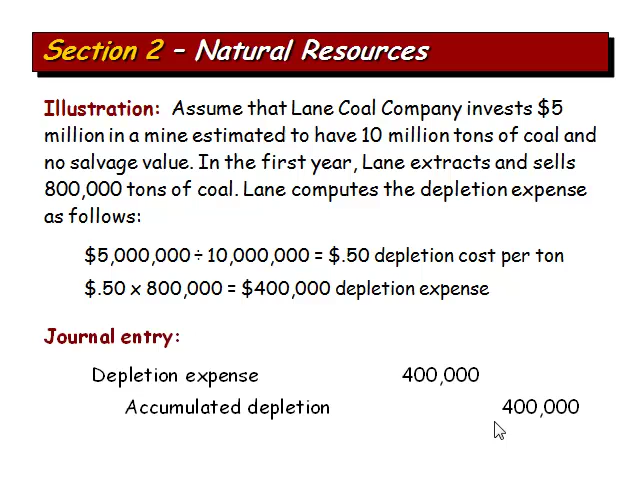 Section 2 – Natural Resources
Illustration: Assume that Lane Coal Company invests $5
million in a mine estimated to have 10 million tons of coal and
no salvage value. In the first year, Lane extracts and sells
800,000 tons of coal. Lane computes the depletion expense
as follows:
$5,000,000 ÷ 10,000,000 = $.50 depletion cost per ton
$.50 x 800,000 = $400,000 depletion expense
Journal entry:
Depletion expense 400,000
Accumulated depletion 400,000